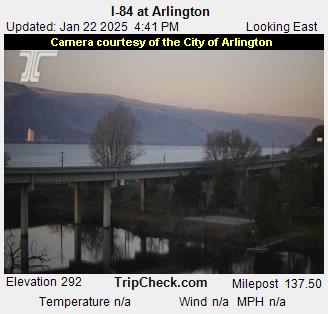 I-84 at Arlington
Updated: Jan 22 2025 4:41 PM Looking East
Camera courtesy of the City of Arlington
Elevation 292 TripCheck.com Milepost 137.50
Temperature n/a Wind n/a MPH n/a